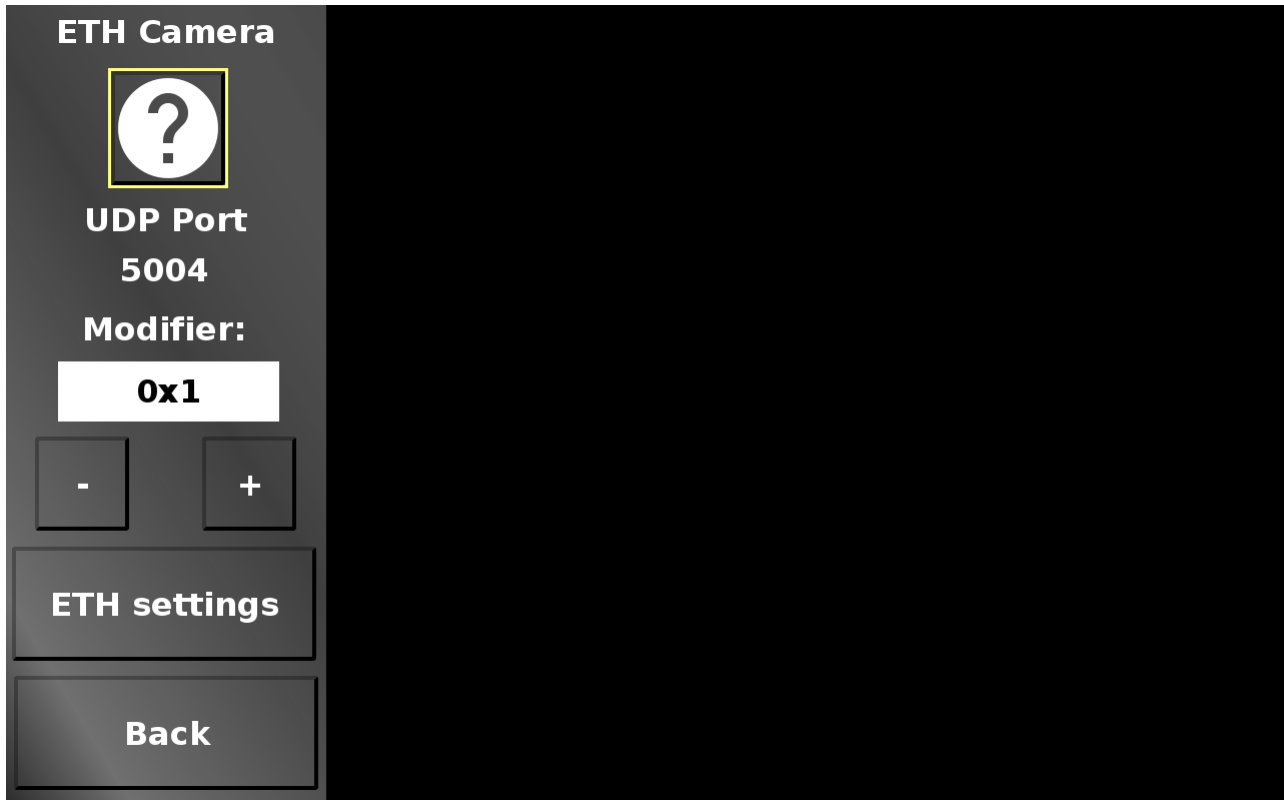 ETH Camera
?
UDP Port
5004
Modifier:
0x1
- +
ETH settings
Back